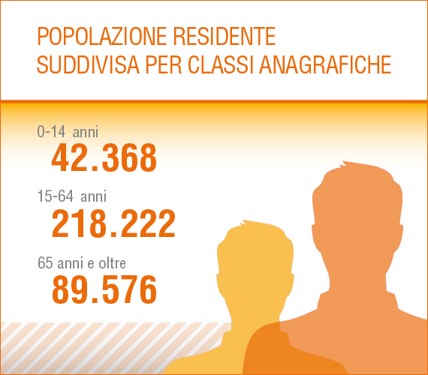 POPOLAZIONE RESIDENTE
SUDDIVISA PER CLASSI ANAGRAFICHE
0-14 anni
42.368
15-64 anni
218.222
65 anni e oltre
89.576